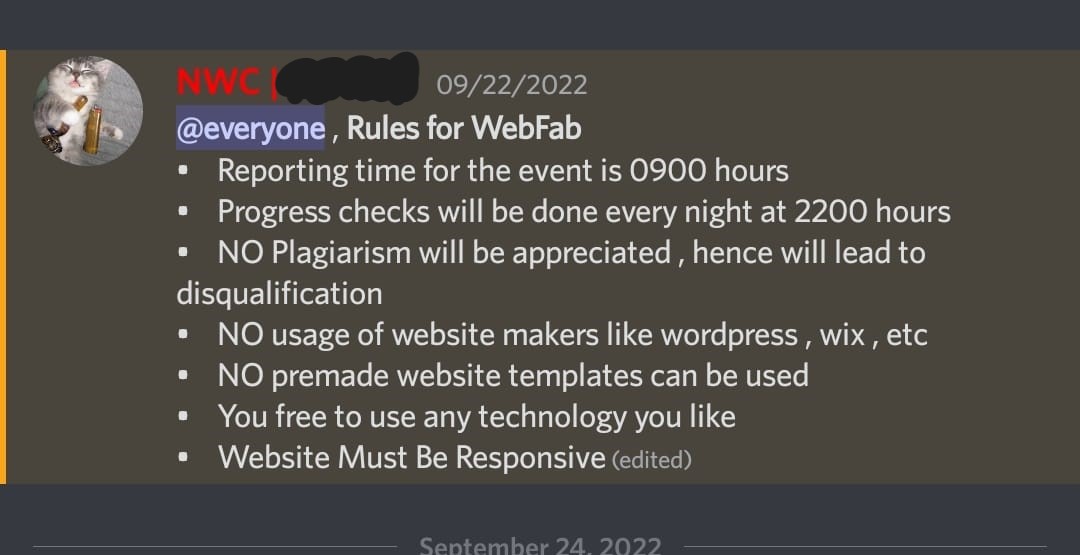 NWC | 09/22/2022
@everyone , Rules for WebFab
• Reporting time for the event is 0900 hours
• Progress checks will be done every night at 2200 hours
• NO Plagiarism will be appreciated , hence will lead to
disqualification
• NO usage of website makers like wordpress , wix , etc
• NO premade website templates can be used
• You free to use any technology you like
• Website Must Be Responsive (edited)
September 24, 2022